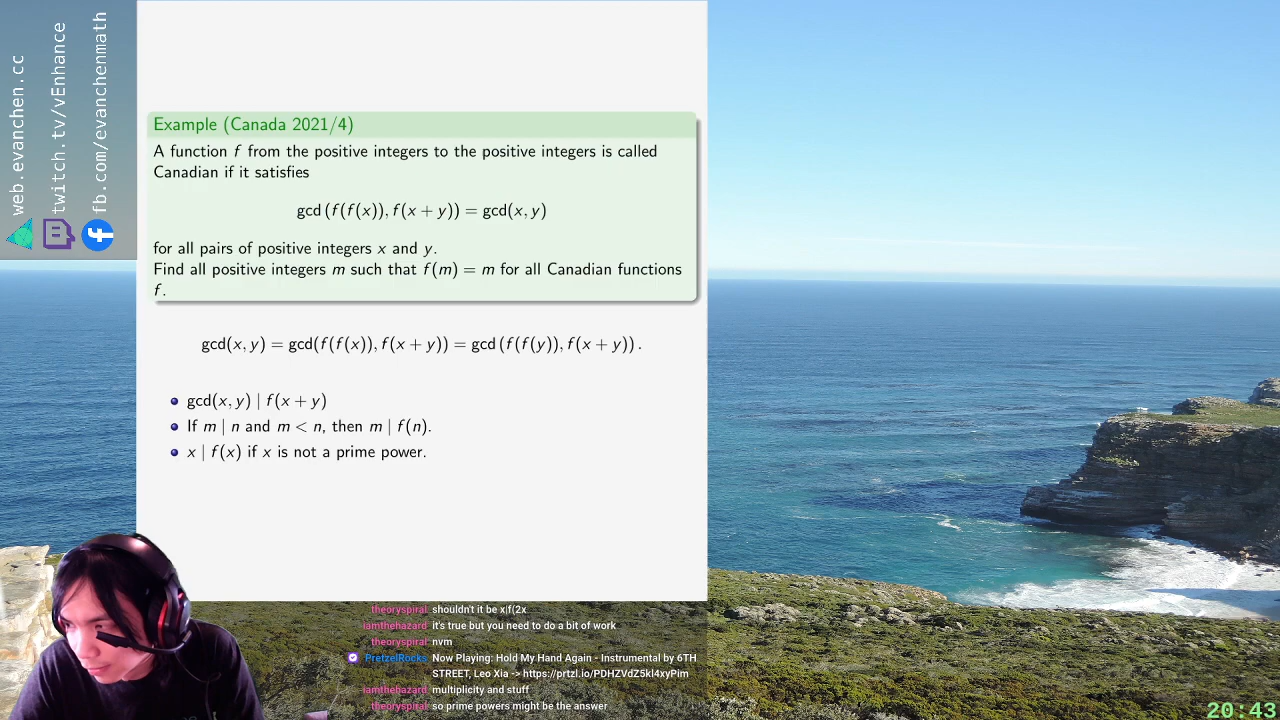 web.evanchen.cc
twitch.tv/vEnhance
fb.com/evanchenmath
Example (Canada 2021/4)
A function f from the positive integers to the positive integers is called
Canadian if it satisfies
gcd (f(f(x)), f(x + y)) = gcd(x, y)
for all pairs of positive integers x and y.
Find all positive integers m such that f(m) = m for all Canadian functions
f.
gcd(x, y) = gcd(f(f(x)), f(x + y)) = gcd (f(f(y)), f(x + y)) .
• gcd(x, y) | f(x + y)
• If m | n and m < n, then m | f(n).
• x | f(x) if x is not a prime power.
theoryspiral shouldn't it be x|f(2x
iamthehazard it's true but you need to do a bit of work
theoryspiral nvm
PretzelRocks Now Playing: Hold My Hand Again - Instrumental by 6TH
STREET, Leo Xia -> https://prtzl.io/PDHZVdZ5kI4xyPim
iamthehazard multiplicity and stuff
theoryspiral so prime powers might be the answer
20:43